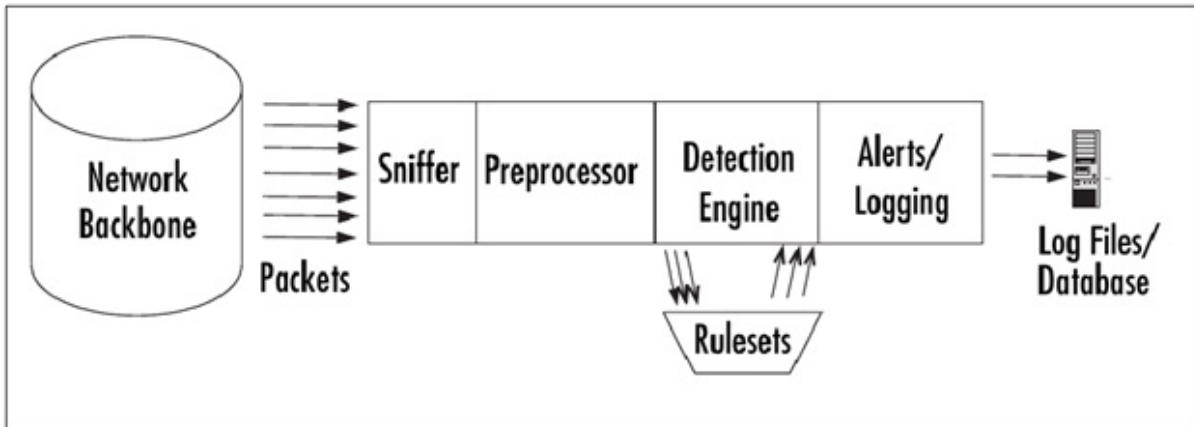 Network
Backbone
Packets
Sniffer
Preprocessor
Detection
Engine
Alerts/
Logging
Rulesets
Log Files/
Database